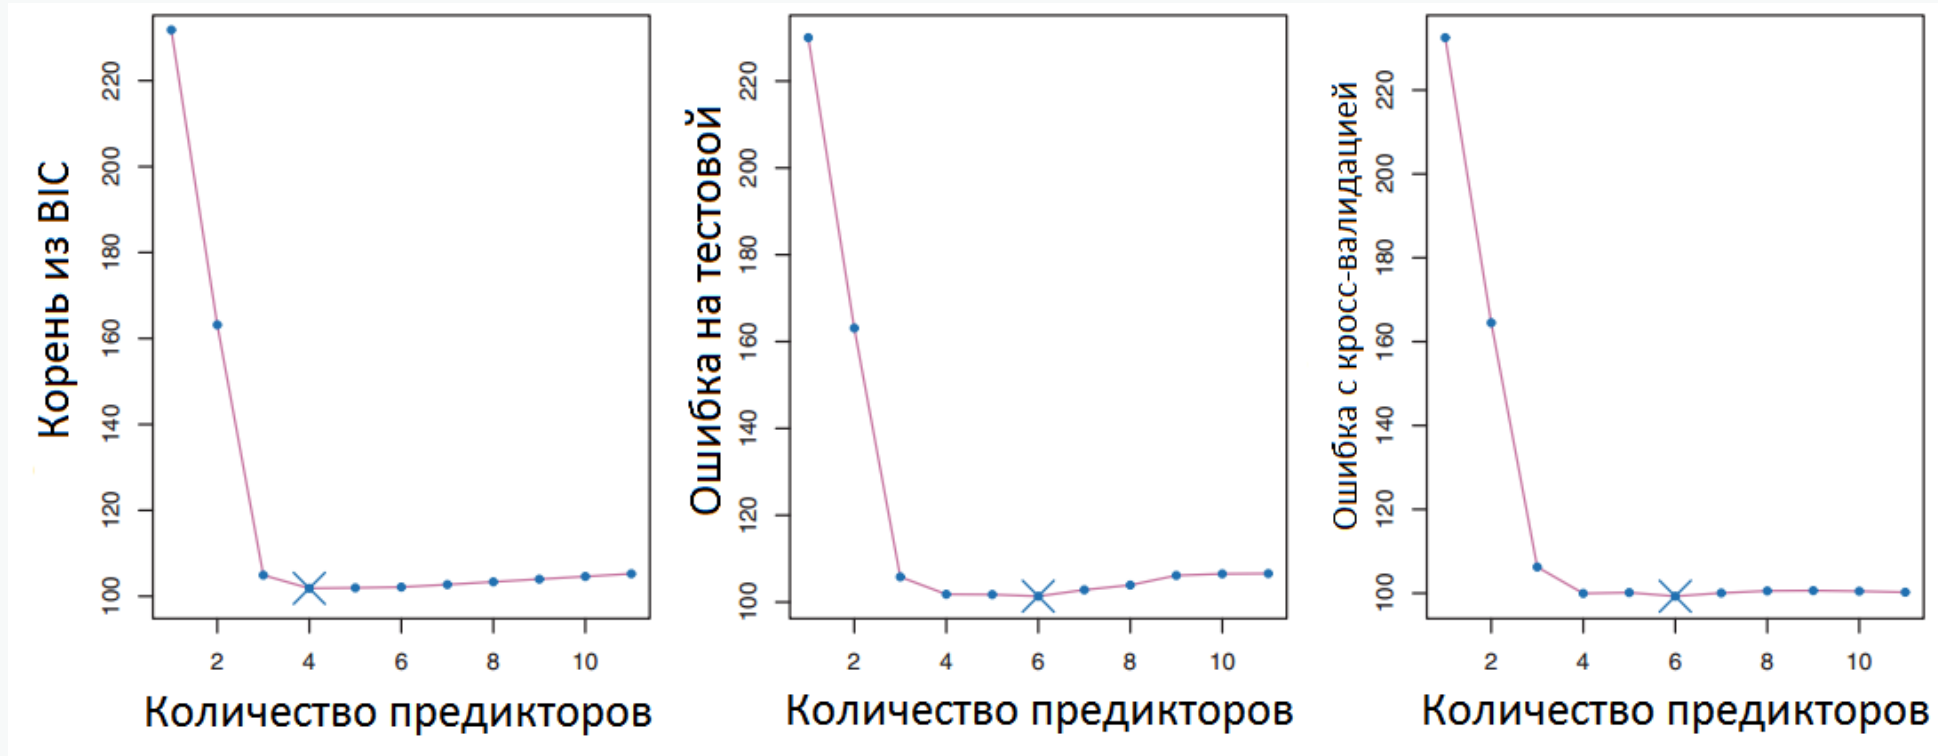 Корень из BIC
220
200
180
160
140
120
100
2 4 6 8 10
Количество предикторов
Ошибка на тестовой
220
200
180
160
140
120
100
2 4 6 8 10
Количество предикторов
Ошибка с кросс-валидацией
220
200
180
160
140
120
100
2 4 6 8 10
Количество предикторов